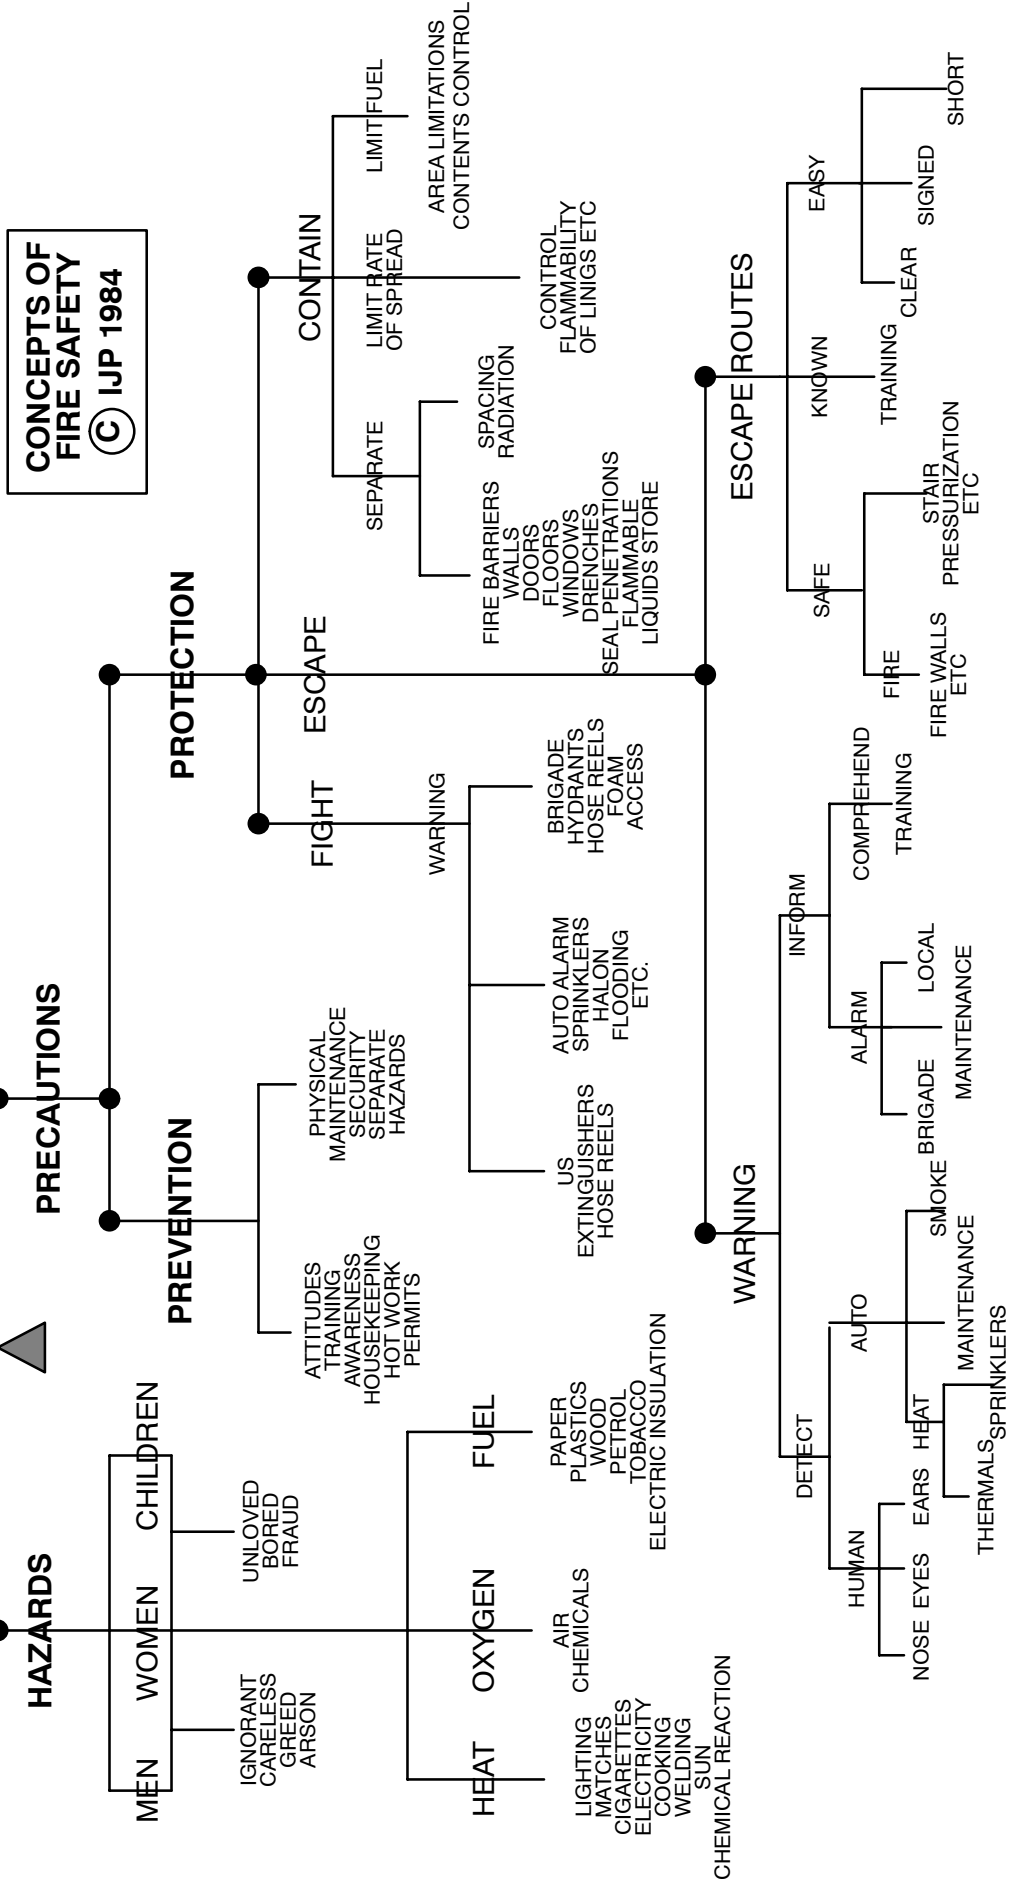 CONCEPTS OF
FIRE SAFETY
© IJP 1984
HAZARDS
MEN WOMEN CHILDREN
IGNORANT
CARELESS
GREED
ARSON
UNLOVED
BORED
FRAUD
HEAT OXYGEN FUEL
LIGHTING
MATCHES
CIGARETTES
ELECTRICITY
COOKING
WELDING
SUN
CHEMICAL REACTION
AIR
CHEMICALS
PAPER
PLASTICS
WOOD
PETROL
TOBACCO
ELECTRIC INSULATION
PRECAUTIONS
PREVENTION
ATTITUDES
TRAINING
AWARENESS
HOUSEKEEPING
HOT WORK
PERMITS
PHYSICAL
MAINTENANCE
SECURITY
SEPARATE
HAZARDS
PROTECTION
FIGHT
WARNING
US
EXTINGUISHERS
HOSE REELS
AUTO ALARM
SPRINKLERS
HALON
FLOODING
ETC.
BRIGADE
HYDRANTS
HOSE REELS
FOAM
ACCESS
ESCAPE
CONTAIN
SEPARATE
FIRE BARRIERS
WALLS
DOORS
FLOORS
WINDOWS
DRENCHES
SEAL PENETRATIONS
FLAMMABLE
LIQUIDS STORE
SPACING
RADIATION
LIMIT RATE
OF SPREAD
CONTROL
FLAMMABILITY
OF LINIGS ETC
LIMIT FUEL
AREA LIMITATIONS
CONTENTS CONTROL
WARNING
DETECT
HUMAN
NOSE EYES EARS
AUTO
HEAT
THERMALS
SPRINKLERS
MAINTENANCE
SMOKE
INFORM
ALARM
BRIGADE
MAINTENANCE
LOCAL
COMPREHEND
TRAINING
ESCAPE ROUTES
SAFE
FIRE
FIRE WALLS
ETC
STAIR
PRESSURIZATION
ETC
KNOWN
TRAINING
EASY
CLEAR
SIGNED
SHORT